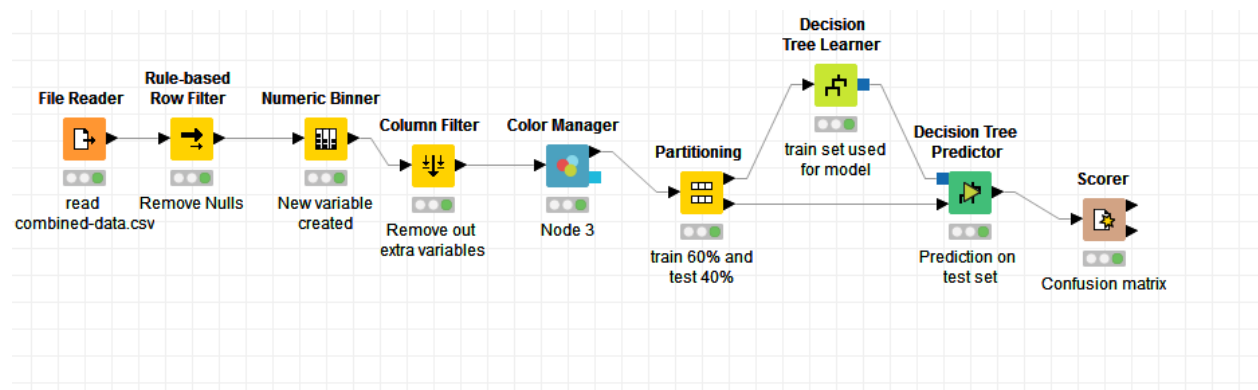 File Reader
read
combined-data.csv
Rule-based
Row Filter
Remove Nulls
Numeric Binner
New variable
created
Column Filter
Remove out
extra variables
Color Manager
Node 3
Partitioning
train 60% and
test 40%
Decision
Tree Learner
train set used
for model
Decision Tree
Predictor
Prediction on
test set
Scorer
Confusion matrix